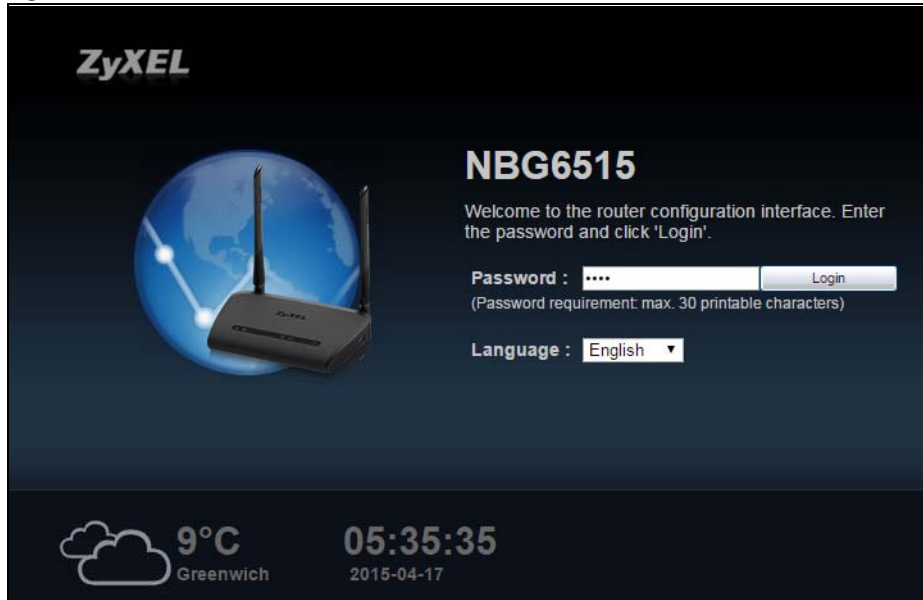 ZyXEL
NBG6515
Welcome to the router configuration interface. Enter
the password and click 'Login'.
Password : •••• Login
(Password requirement: max. 30 printable characters)
Language : English ▼
ZyXEL
9°C
Greenwich
05:35:35
2015-04-17